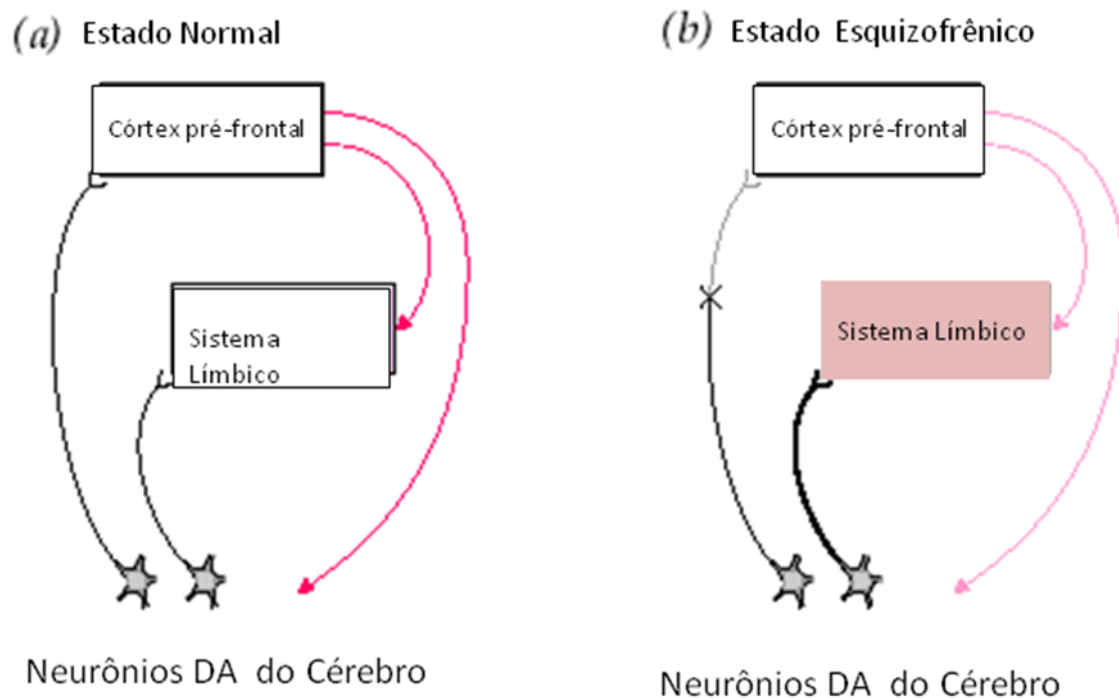 (a) Estado Normal
Córtex pré-frontal
Sistema
Límbico
Neurônios DA do Cérebro
(b) Estado Esquizofrênico
Córtex pré-frontal
Sistema Límbico
Neurônios DA do Cérebro